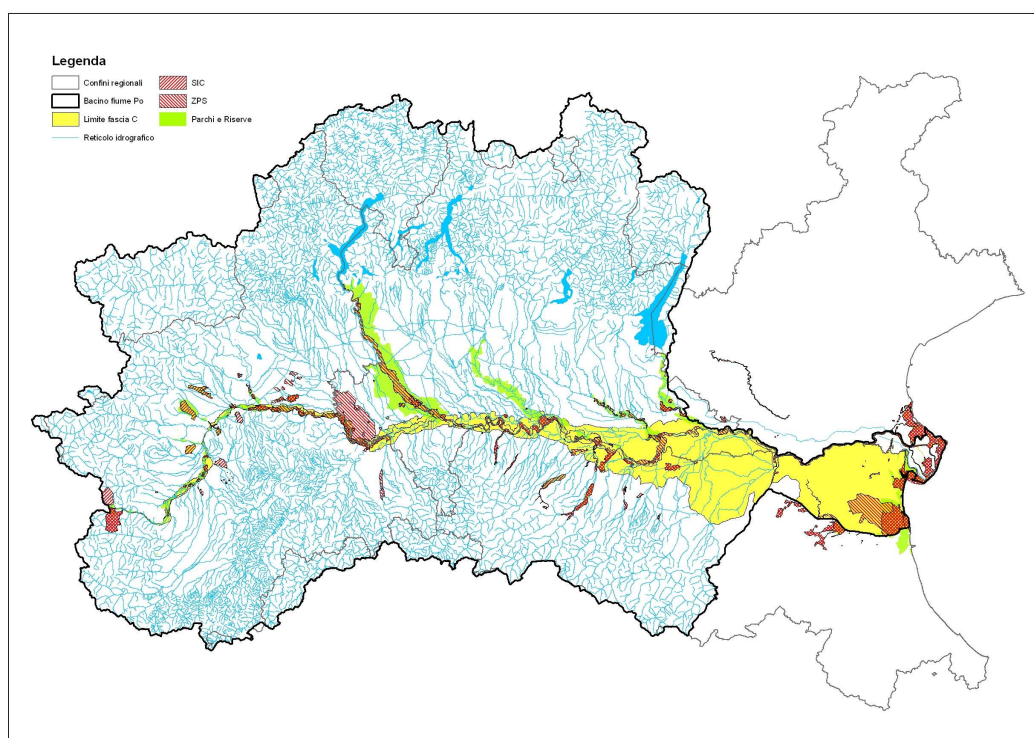 Legenda
Confini regionali
SIC
Bacino fiume Po
ZPS
Limite fascia C
Parchi e Riserve
Reticolo idrografico